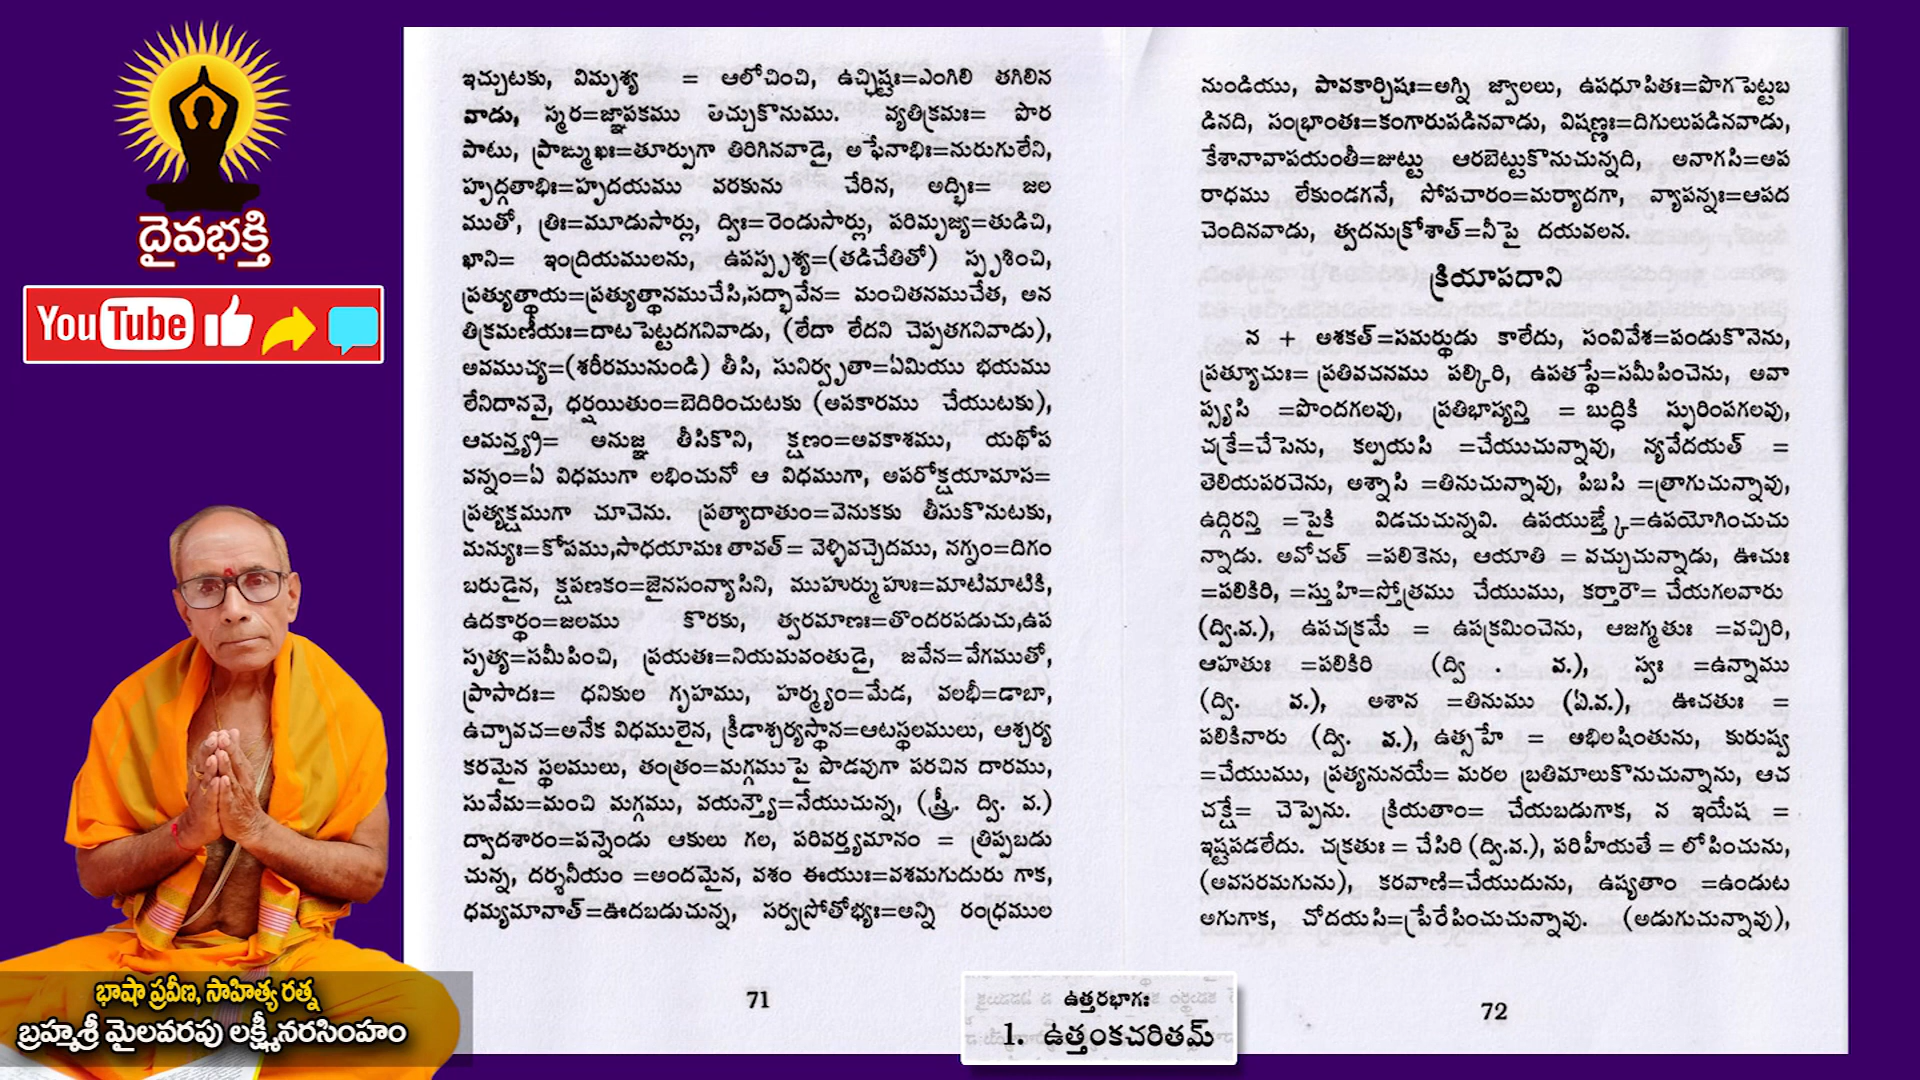 దైవభక్తి
YouTube
భాషా ప్రవీణ, సాహిత్య రత్న
బ్రహ్మశ్రీ మైలవరపు లక్ష్మీనరసింహం
ఇచ్చుటకు, విమృశ్య = ఆలోచించి, ఉచ్ఛిష్టః=ఎంగిలి తగిలిన
వాడు, స్మర=జ్ఞాపకము తెచ్చుకొనుము. వ్యతిక్రమః= పొర
పాటు, ప్రాఙ్ముఖః=తూర్పుగా తిరిగినవాడై, అఫేనాభిః=నురుగులేని,
హృద్గతాభిః=హృదయము వరకును చేరిన, అద్భిః= జల
ముతో, త్రిః=మూడుసార్లు, ద్విః=రెండుసార్లు, పరిమృజ్య=తుడిచి,
ఖాని= ఇంద్రియములను, ఉపస్పృశ్య=(తడిచేతితో) స్పృశించి,
ప్రత్యుత్థాయ=ప్రత్యుత్థానముచేసి,సద్భావేన= మంచితనముచేత, అన
తిక్రమణీయః=దాటపెట్టదగనివాడు, (లేదా లేదని చెప్పతగనివాడు),
అవముచ్య=(శరీరమునుండి) తీసి, సునిర్వృతా=ఏమియు భయము
లేనిదానవై, ధర్షయితుం=బెదిరించుటకు (అపకారము చేయుటకు),
ఆమన్త్ర్య= అనుజ్ఞ తీసికొని, క్షణం=అవకాశము, యథోప
వన్నం=ఏ విధముగా లభించునో ఆ విధముగా, అపరోక్షయామాస=
ప్రత్యక్షముగా చూచెను. ప్రత్యాదాతుం=వెనుకకు తీసుకొనుటకు,
మన్యుః=కోపము,సాధయామః తావత్= వెళ్ళివచ్చెదము, నగ్నం=దిగం
బరుడైన, క్షపణకం=జైనసంన్యాసిని, ముహుర్ముహుః=మాటిమాటికి,
ఉదకార్థం=జలము కొరకు, త్వరమాణః=తొందరపడుచు,ఉప
సృత్య=సమీపించి, ప్రయతః=నియమవంతుడై, జవేన=వేగముతో,
ప్రాసాదః= ధనికుల గృహము, హర్మ్యం=మేడ, వలభీ=డాబా,
ఉచ్చావచ=అనేక విధములైన, క్రీడాశ్చర్యస్థాన=ఆటస్థలములు, ఆశ్చర్య
కరమైన స్థలములు, తంత్రం=మగ్గముపై పొడవుగా పరచిన దారము,
సువేమ=మంచి మగ్గము, వయన్త్యౌ=నేయుచున్న, (స్త్రీ. ద్వి. వ.)
ద్వాదశారం=పన్నెండు ఆకులు గల, పరివర్త్యమానం = త్రిప్పబడు
చున్న, దర్శనీయం =అందమైన, వశం ఈయుః=వశమగుదురు గాక,
ధమ్యమానాత్=ఊదబడుచున్న, సర్వస్రోతోభ్యః=అన్ని రంధ్రముల
71
నుండియు, పావకార్చిషః=అగ్ని జ్వాలలు, ఉపధూపితః=పొగపెట్టబ
డినది, సంభ్రాంతః=కంగారుపడినవాడు, విషణ్ణః=దిగులుపడినవాడు,
కేశానావాపయంతీ=జుట్టు ఆరబెట్టుకొనుచున్నది, అనాగసి=అప
రాధము లేకుండగనే, సోపచారం=మర్యాదగా, వ్యాపన్నః=ఆపద
చెందినవాడు, త్వదనుక్రోశాత్=నీపై దయవలన.
క్రియాపదాని
న + అశకత్=సమర్థుడు కాలేదు, సంవివేశ=పండుకొనెను,
ప్రత్యూచుః= ప్రతివచనము పల్కిరి, ఉపతస్థే=సమీపించెను, అవా
ప్స్యసి =పొందగలవు, ప్రతిభాస్యన్తి = బుద్ధికి స్ఫురింపగలవు,
చక్రే=చేసెను, కల్పయసి =చేయుచున్నావు, న్యవేదయత్ =
తెలియపరచెను, అశ్నాసి =తినుచున్నావు, పిబసి =త్రాగుచున్నావు,
ఉద్గిరన్తి =పైకి విడచుచున్నవి. ఉపయుఙ్క్తే=ఉపయోగించుచు
న్నాడు. అవోచత్ =పలికెను, ఆయాతి = వచ్చుచున్నాడు, ఊచుః
=పలికిరి, =స్తుహి=స్తోత్రము చేయుము, కర్తారౌ= చేయగలవారు
(ద్వి.వ.), ఉపచక్రమే = ఉపక్రమించెను, ఆజగ్మతుః =వచ్చిరి,
ఆహతుః =పలికిరి (ద్వి . వ.), స్వః =ఉన్నాము
(ద్వి. వ.), అశాన =తినుము (ఏ.వ.), ఊచతుః =
పలికినారు (ద్వి. వ.), ఉత్సహే = అభిలషింతును, కురుష్వ
=చేయుము, ప్రత్యనునయే= మరల బ్రతిమాలుకొనుచున్నాను, ఆచ
చక్షే= చెప్పెను. క్రియతాం= చేయబడుగాక, న ఇయేష =
ఇష్టపడలేదు. చక్రతుః = చేసిరి (ద్వి.వ.), పరిహీయతే = లోపించును,
(అవసరమగును), కరవాణి=చేయుదును, ఉష్యతాం =ఉండుట
అగుగాక, చోదయసి=ప్రేరేపించుచున్నావు. (అడుగుచున్నావు),
72
ఉత్తరభాగః
1. ఉత్తంకచరితమ్